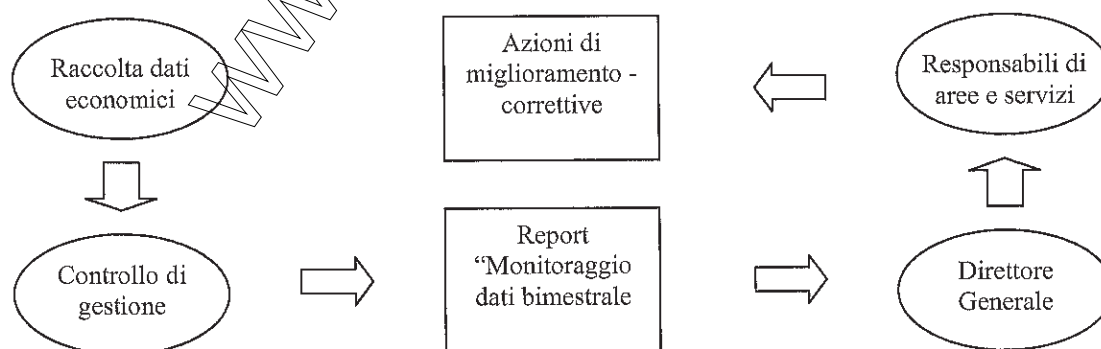 Raccolta dati
economici
Azioni di
miglioramento -
correttive
Responsabili di
aree e servizi
Controllo di
gestione
Report
“Monitoraggio
dati bimestrale
Direttore
Generale